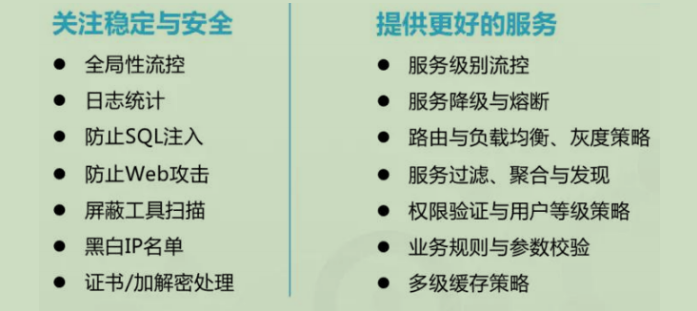 关注稳定与安全
全局性流控
日志统计
防止SQL注入
防止Web攻击
屏蔽工具扫描
黑白IP名单
证书/加解密处理
提供更好的服务
服务级别流控
服务降级与熔断
路由与负载均衡、灰度策略
服务过滤、聚合与发现
权限验证与用户等级策略
业务规则与参数校验
多级缓存策略